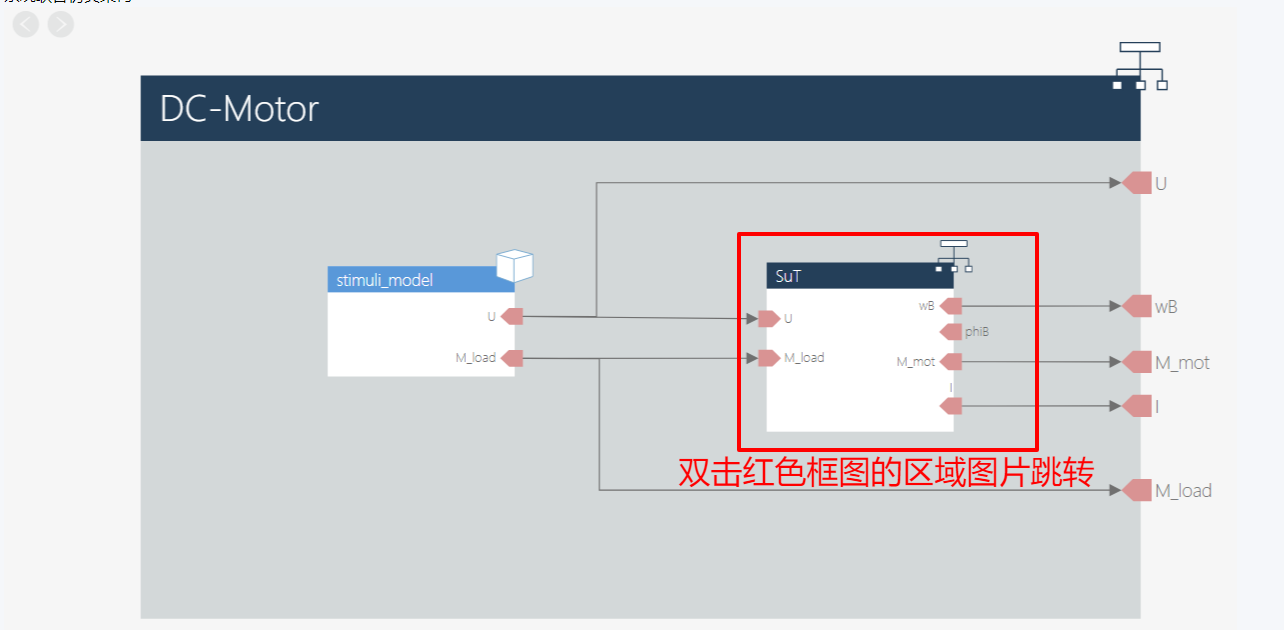 DC-Motor
U
stimuli_model
SuT
U
wB
wB
U
phiB
M_load
M_load
M_mot
M_mot
I
I
双击红色框图的区域图片跳转
M_load